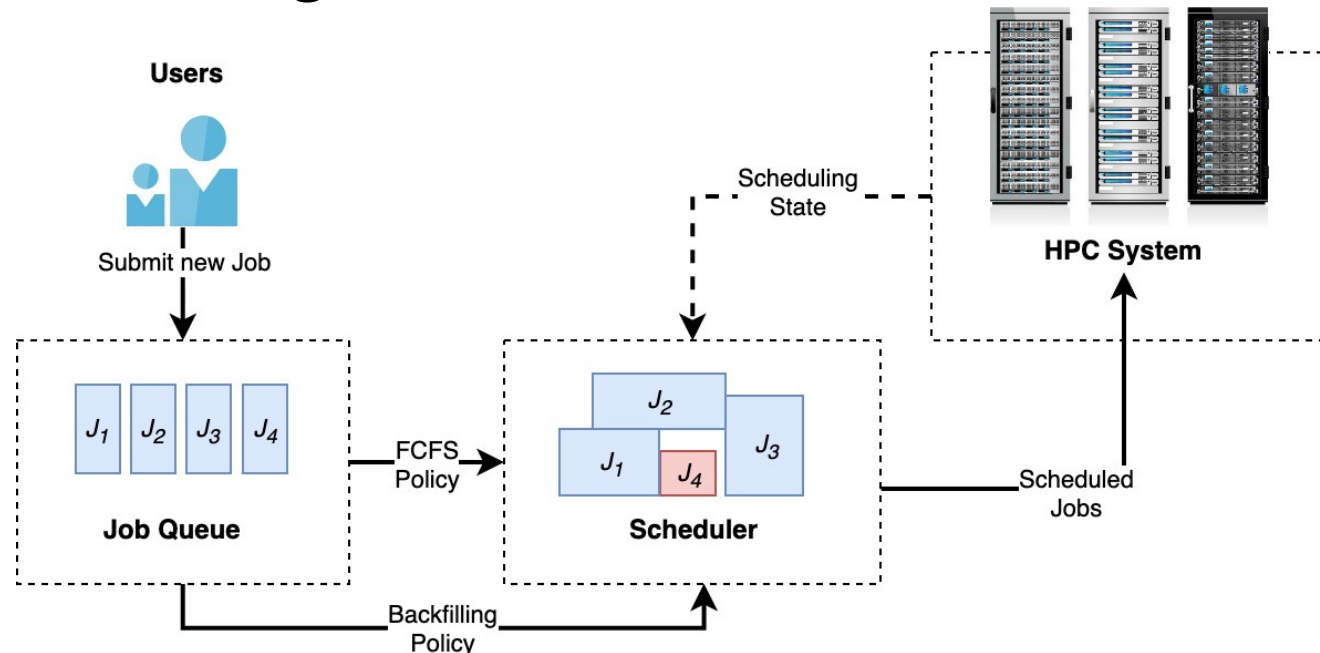 Users
Submit new Job
J1 J2 J3 J4
Job Queue
FCFS
Policy
Backfilling
Policy
J2
J1
J4
J3
Scheduler
Scheduling
State
HPC System
Scheduled
Jobs